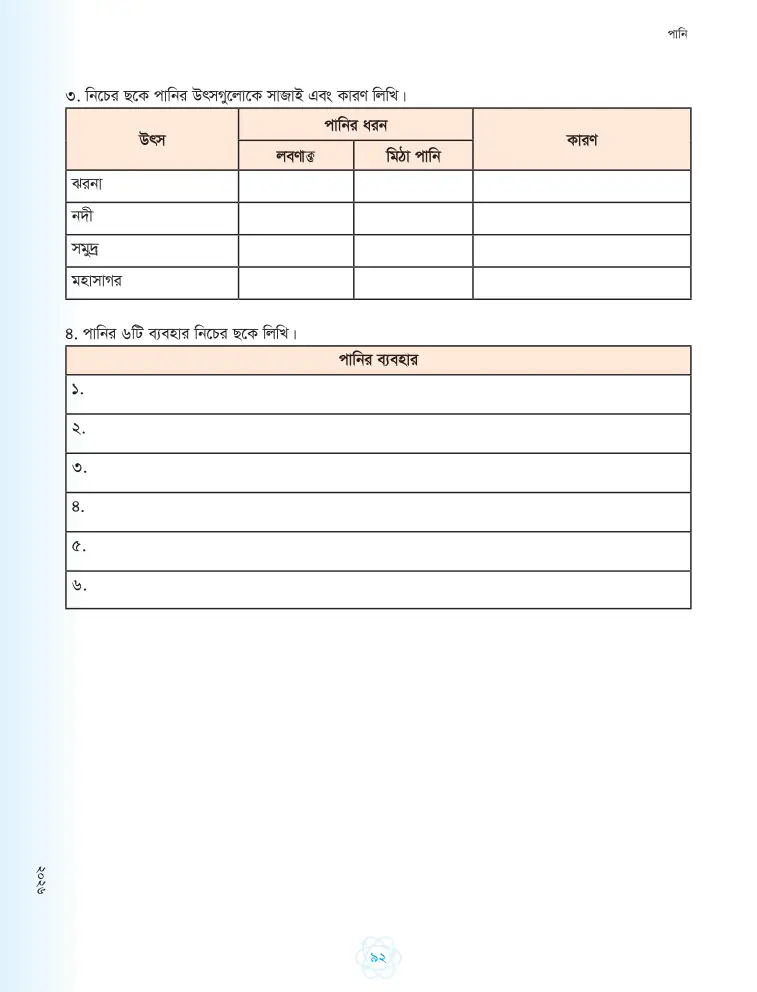 পানি
৩. নিচের ছকে পানির উৎসগুলোকে সাজাই এবং কারণ লিখি।
উৎস পানির ধরন কারণ
লবণাক্ত মিঠা পানি
ঝরনা
নদী
সমুদ্র
মহাসাগর
৪. পানির ৬টি ব্যবহার নিচের ছকে লিখি।
পানির ব্যবহার
১.
২.
৩.
৪.
৫.
৬.
২০২৫
৯২